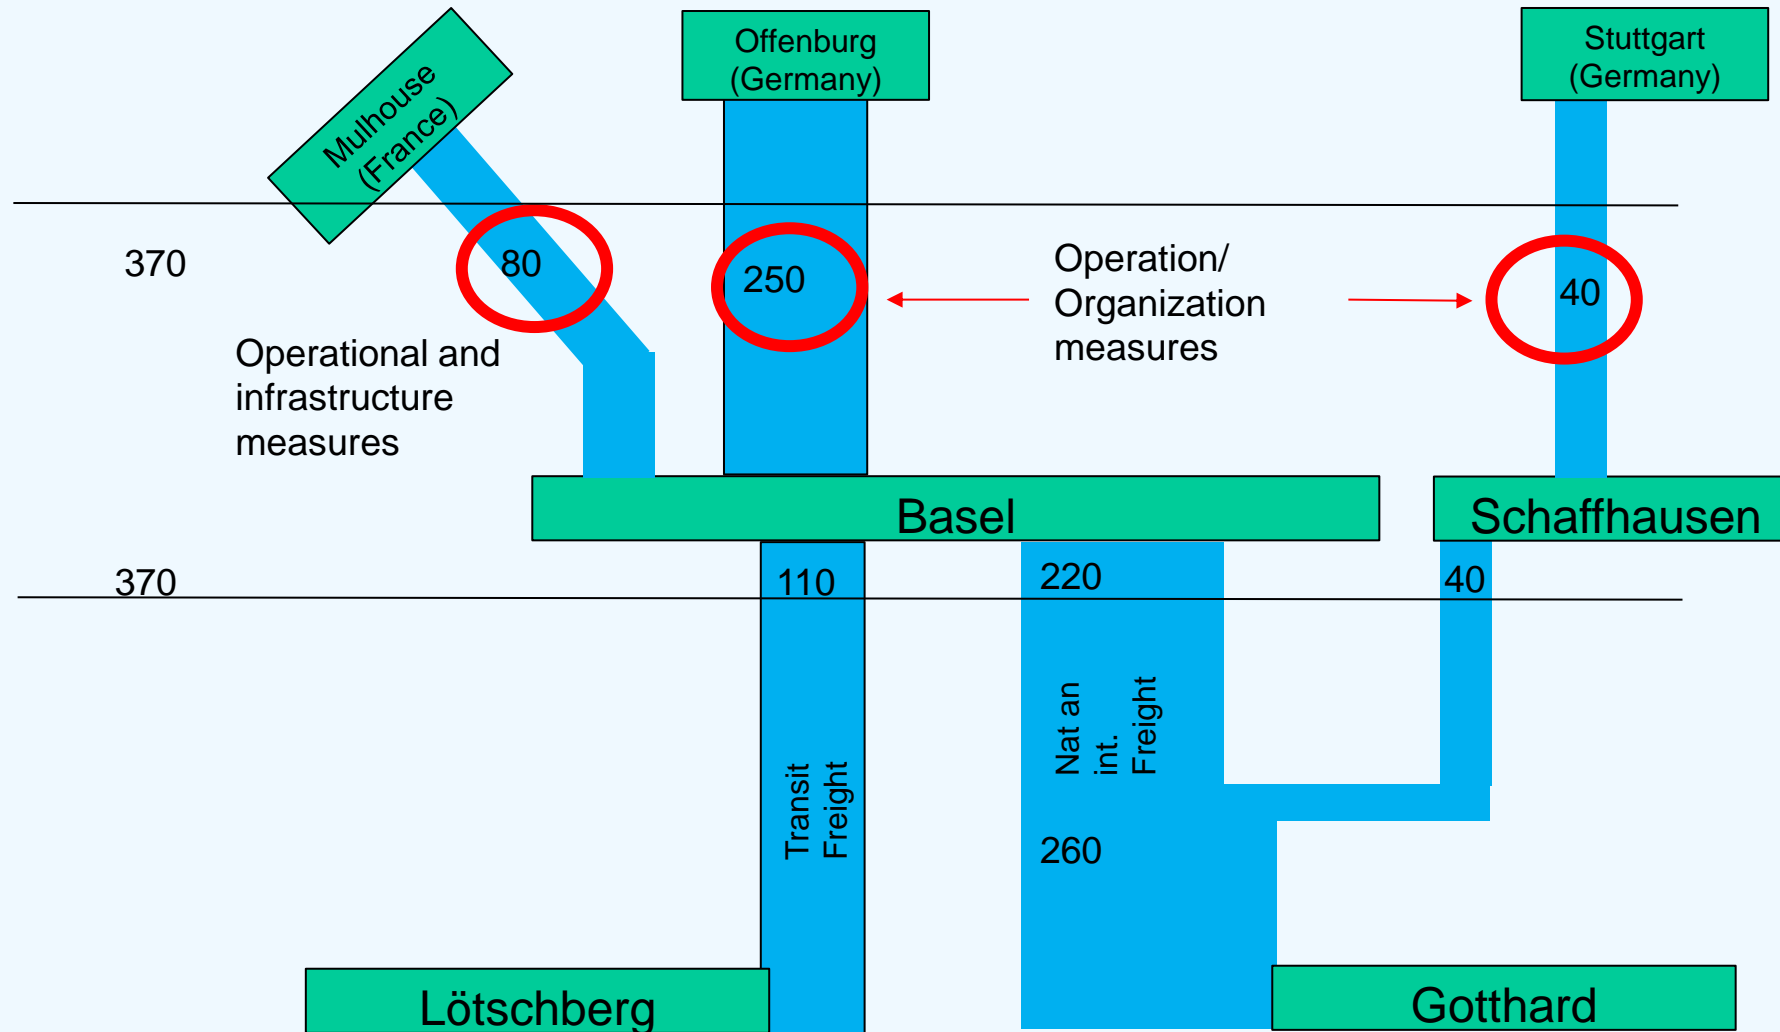 Mulhouse
(France)
Offenburg
(Germany)
Stuttgart
(Germany)
370
80
250
Operation/
Organization
measures
40
Operational and
infrastructure
measures
Basel
Schaffhausen
370
110
220
40
Transit
Freight
Nat an
int.
Freight
260
Lötschberg
Gotthard